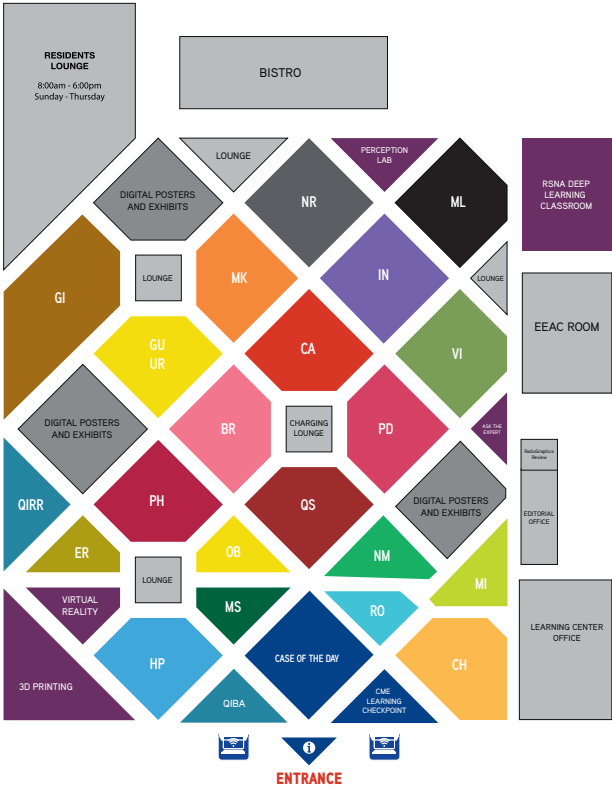 RESIDENTS
LOUNGE
8:00am - 6:00pm
Sunday - Thursday
BISTRO
LOUNGE
PERCEPTION
LAB
DIGITAL POSTERS
AND EXHIBITS
NR
ML
RSNA DEEP
LEARNING
CLASSROOM
GI
LOUNGE
MK
IN
LOUNGE
EEAC ROOM
GU
UR
CA
VI
DIGITAL POSTERS
AND EXHIBITS
BR
CHARGING
LOUNGE
PD
ASK THE
EXPERT
RadioGraphics
Review
QIRR
PH
QS
DIGITAL POSTERS
AND EXHIBITS
EDITORIAL
OFFICE
ER
OB
NM
LOUNGE
MI
VIRTUAL
REALITY
MS
RO
LEARNING CENTER
OFFICE
3D PRINTING
HP
CASE OF THE DAY
CH
QIBA
CME
LEARNING
CHECKPOINT
i
ENTRANCE